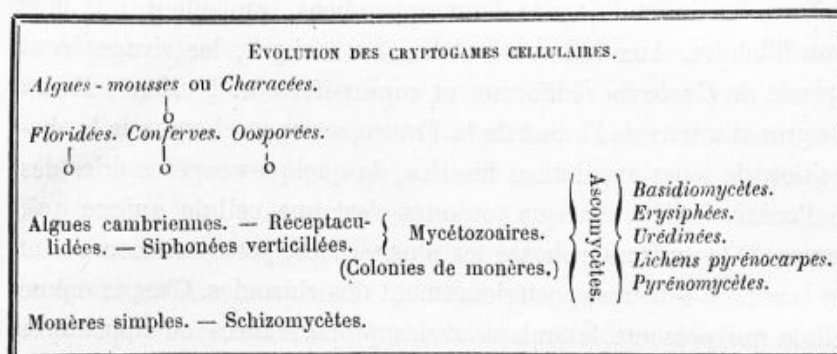 ÉVOLUTION DES CRYPTOGAMES CELLULAIRES.
Algues-mousses ou Characées.
Floridées. Conferves. Oosporées.
Algues cambriennes. — Réceptacu-
lidées. — Siphonées verticillées.
Mycétozoaires.
(Colonies de monères.)
Ascomycètes.
Basidiomycètes.
Erysiphées.
Urédinées.
Lichens pyrénocarpes.
Pyrénomycètes.
Monères simples. — Schizomycètes.